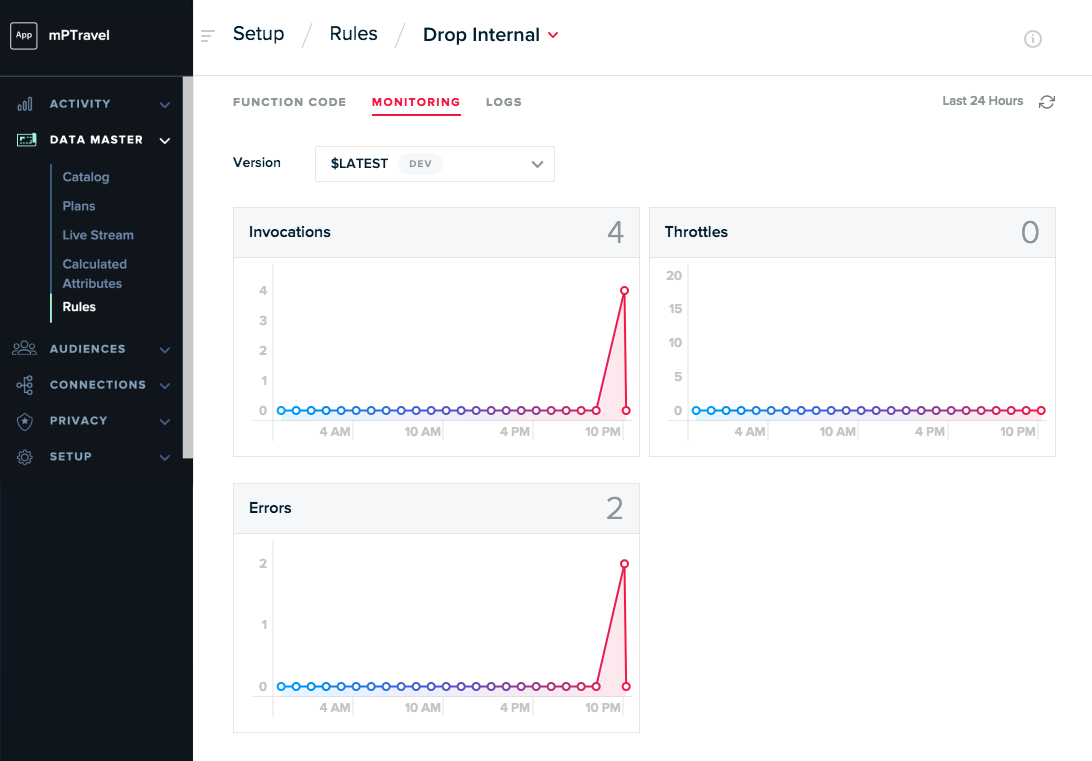 App mPTravel
Setup / Rules / Drop Internal
ACTIVITY
DATA MASTER
Catalog
Plans
Live Stream
Calculated
Attributes
Rules
AUDIENCES
CONNECTIONS
PRIVACY
SETUP
FUNCTION CODE MONITORING LOGS
Last 24 Hours
Version $LATEST DEV
Invocations 4
4
3
2
1
0
4 AM 10 AM 4 PM 10 PM
Throttles 0
20
15
10
5
0
4 AM 10 AM 4 PM 10 PM
Errors 2
2
1
0
4 AM 10 AM 4 PM 10 PM